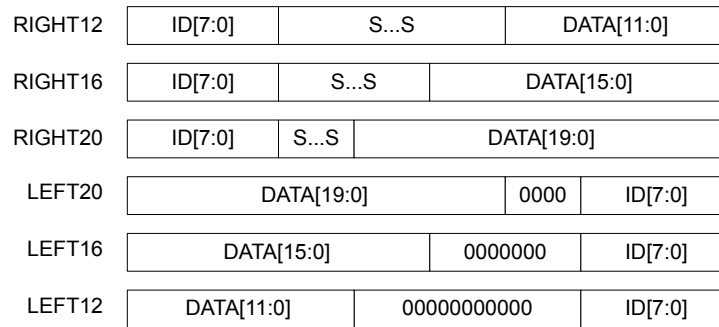 RIGHT12 ID[7:0] S...S DATA[11:0]
RIGHT16 ID[7:0] S...S DATA[15:0]
RIGHT20 ID[7:0] S...S DATA[19:0]
LEFT20 DATA[19:0] 0000 ID[7:0]
LEFT16 DATA[15:0] 0000000 ID[7:0]
LEFT12 DATA[11:0] 00000000000 ID[7:0]